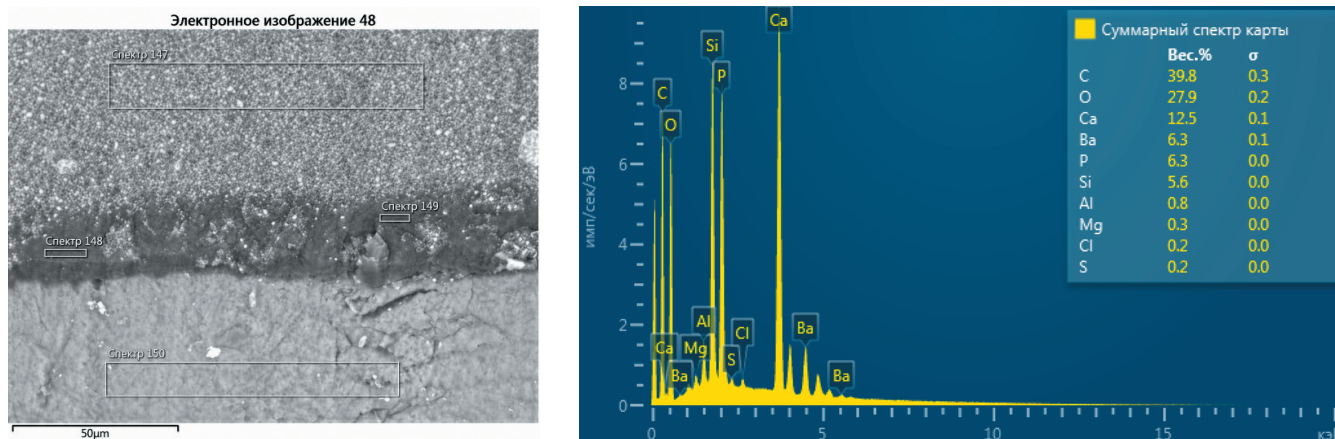 Электронное изображение 48
Спектр 147
Спектр 149
Спектр 148
Спектр 150
50µm
имп/сек/эВ
8
6
4
2
0
0
5
10
15
кэ
C
O
Si
P
Ca
Ca
Ba
Mg
Al
S
Cl
Ba
Ba
Суммарный спектр карты
Вес.% σ
C 39.8 0.3
O 27.9 0.2
Ca 12.5 0.1
Ba 6.3 0.1
P 6.3 0.0
Si 5.6 0.0
Al 0.8 0.0
Mg 0.3 0.0
Cl 0.2 0.0
S 0.2 0.0